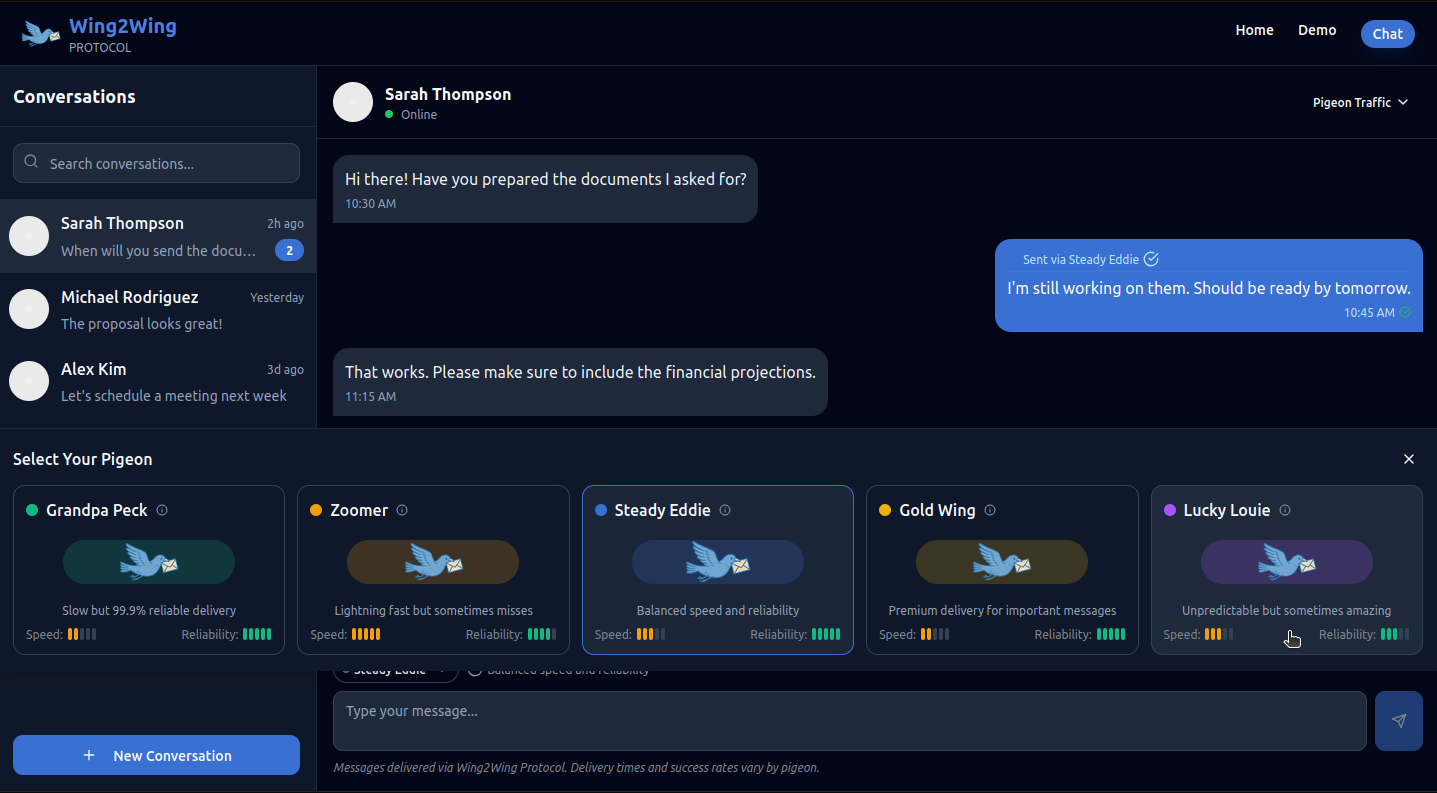 Wing2Wing
PROTOCOL
Home
Demo
Chat
Conversations
Search conversations...
Sarah Thompson
2h ago
When will you send the docu...
2
Michael Rodriguez
Yesterday
The proposal looks great!
Alex Kim
3d ago
Let's schedule a meeting next week
Sarah Thompson
Online
Pigeon Traffic
Hi there! Have you prepared the documents I asked for?
10:30 AM
Sent via Steady Eddie
I'm still working on them. Should be ready by tomorrow.
10:45 AM
That works. Please make sure to include the financial projections.
11:15 AM
Select Your Pigeon
Grandpa Peck
Slow but 99.9% reliable delivery
Speed:
Reliability:
Zoomer
Lightning fast but sometimes misses
Speed:
Reliability:
Steady Eddie
Balanced speed and reliability
Speed:
Reliability:
Gold Wing
Premium delivery for important messages
Speed:
Reliability:
Lucky Louie
Unpredictable but sometimes amazing
Speed:
Reliability:
Steady Eddie
Balanced speed and reliability
Type your message...
Messages delivered via Wing2Wing Protocol. Delivery times and success rates vary by pigeon.
+ New Conversation